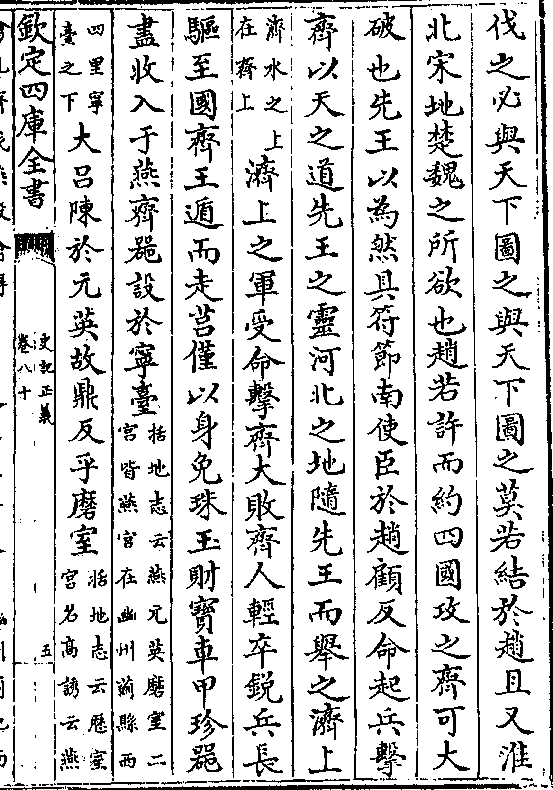 伐之必與天下圖之與天下圖之莫若結於趙且又淮
北宋地楚魏之所欲也趙若許而約四國攻之齊可大
破也先王以為然具符節南使臣於趙顧反命起兵擊
齊以天之道先王之靈河北之地隨先王而舉之濟上
濟水之上
在齊上
濟上之軍受命擊齊大敗齊人輕卒鋭兵長
驅至國齊王遁而走莒僅以身免珠玉財寶車甲珍器
盡收入于燕齊器設於寧臺
括地志云燕元英磨室二
宮皆燕宮在幽州薊縣西
四里寧
臺之下
大呂陳於元英故鼎反乎磨室
括地志云歴室
宮名高誘云燕
欽定四庫全書
史記正義
卷八十
五